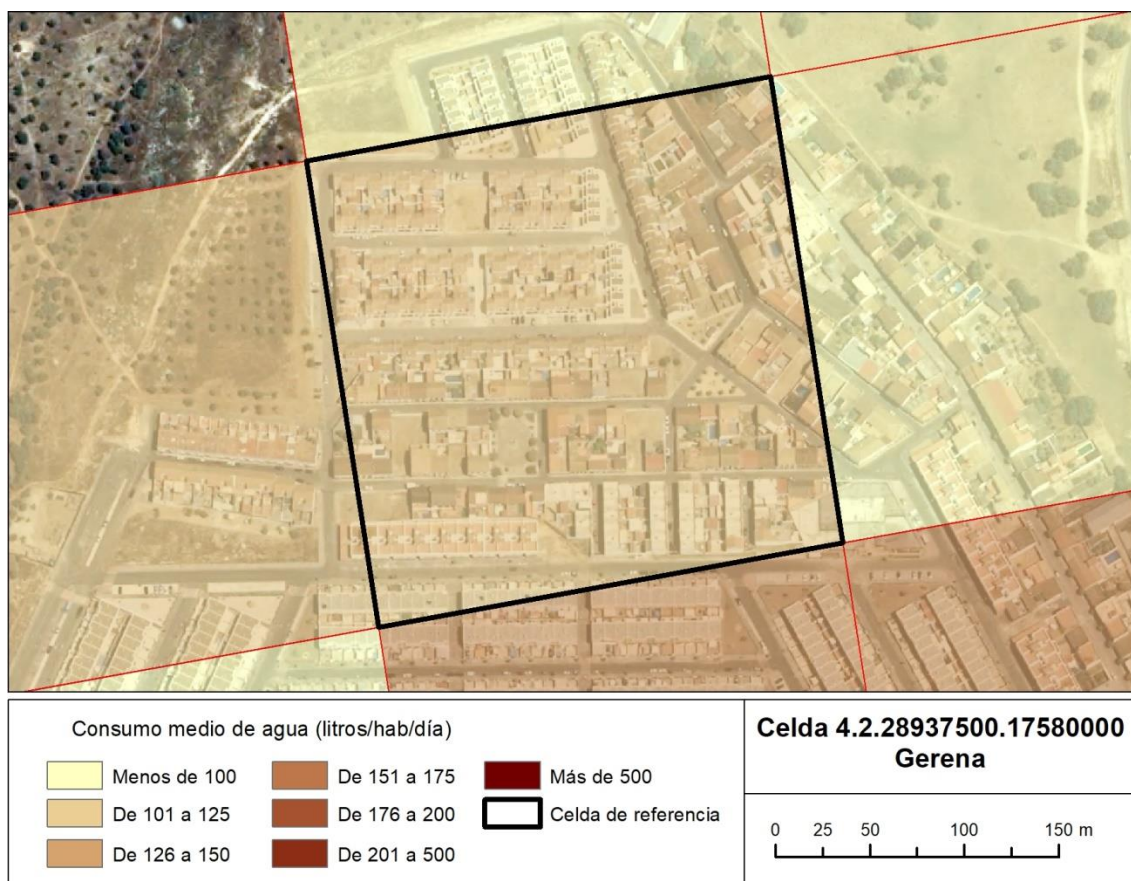 Consumo medio de agua (litros/hab/día)
Menos de 100
De 101 a 125
De 126 a 150
De 151 a 175
De 176 a 200
De 201 a 500
Más de 500
Celda de referencia
Celda 4.2.28937500.17580000
Gerena
0 25 50 100 150 m